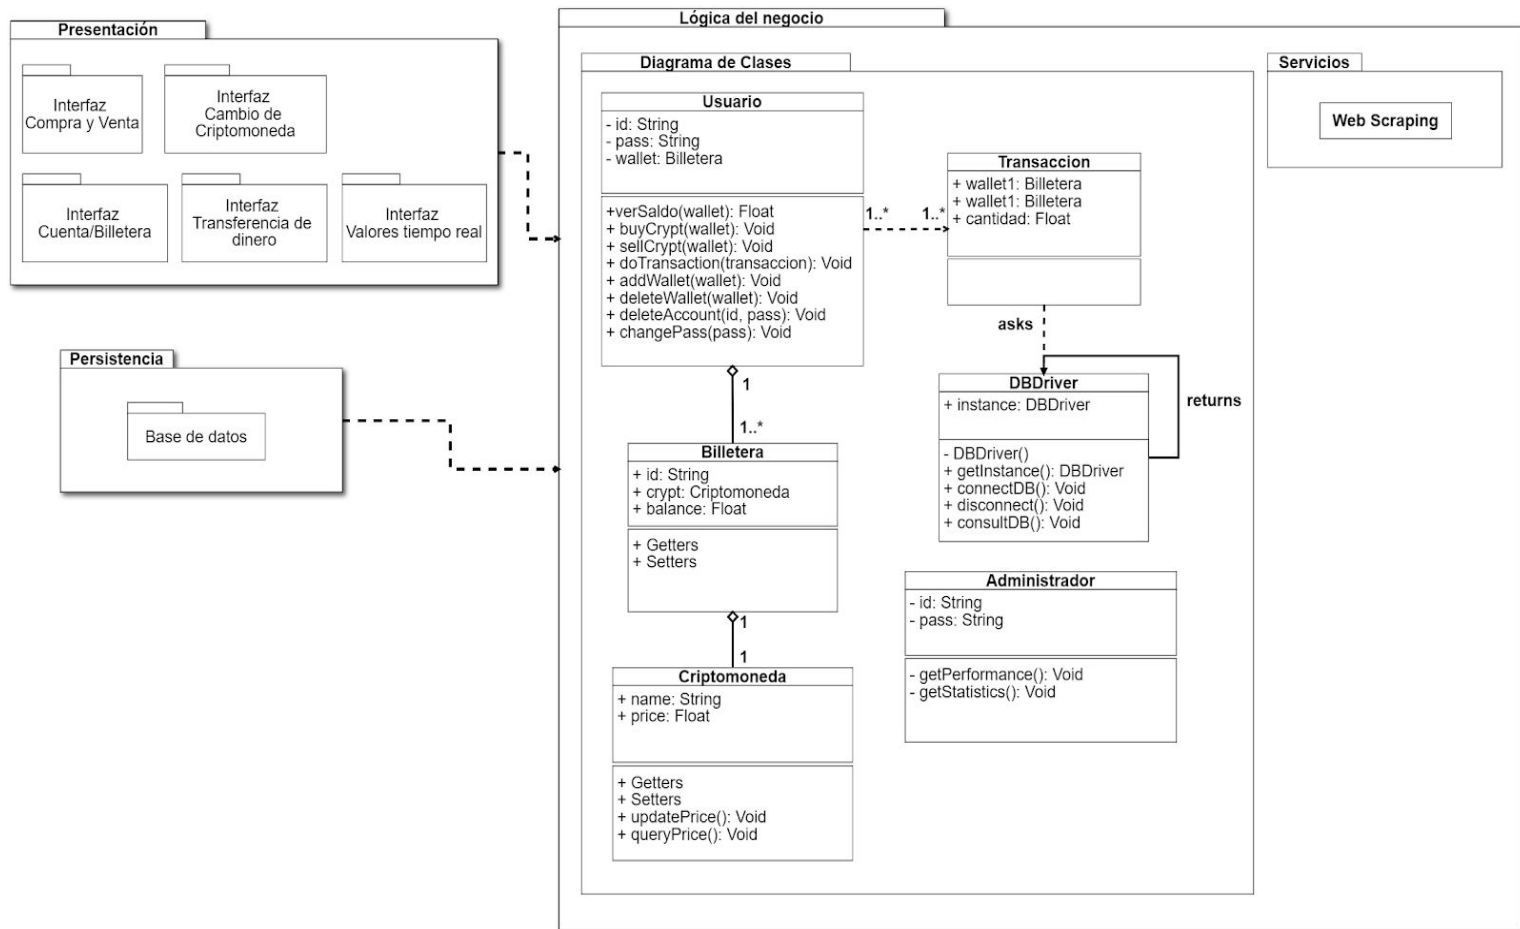 Presentación
Interfaz
Compra y Venta
Interfaz
Cambio de
Criptomoneda
Interfaz
Cuenta/Billetera
Interfaz
Transferencia de
dinero
Interfaz
Valores tiempo real
Persistencia
Base de datos
Lógica del negocio
Diagrama de Clases
Usuario
- id: String
- pass: String
- wallet: Billetera
+verSaldo(wallet): Float
+ buyCrypt(wallet): Void
+ sellCrypt(wallet): Void
+ doTransaction(transaccion): Void
+ addWallet(wallet): Void
+ deleteWallet(wallet): Void
+ deleteAccount(id, pass): Void
+ changePass(pass): Void
1..*
1..*
Transaccion
+ wallet1: Billetera
+ wallet1: Billetera
+ cantidad: Float
asks
DBDriver
+ instance: DBDriver
- DBDriver()
+ getInstance(): DBDriver
+ connectDB(): Void
+ disconnect(): Void
+ consultDB(): Void
returns
1
1..*
Billetera
+ id: String
+ crypt: Criptomoneda
+ balance: Float
+ Getters
+ Setters
1
1
Criptomoneda
+ name: String
+ price: Float
+ Getters
+ Setters
+ updatePrice(): Void
+ queryPrice(): Void
Administrador
- id: String
- pass: String
- getPerformance(): Void
- getStatistics(): Void
Servicios
Web Scraping